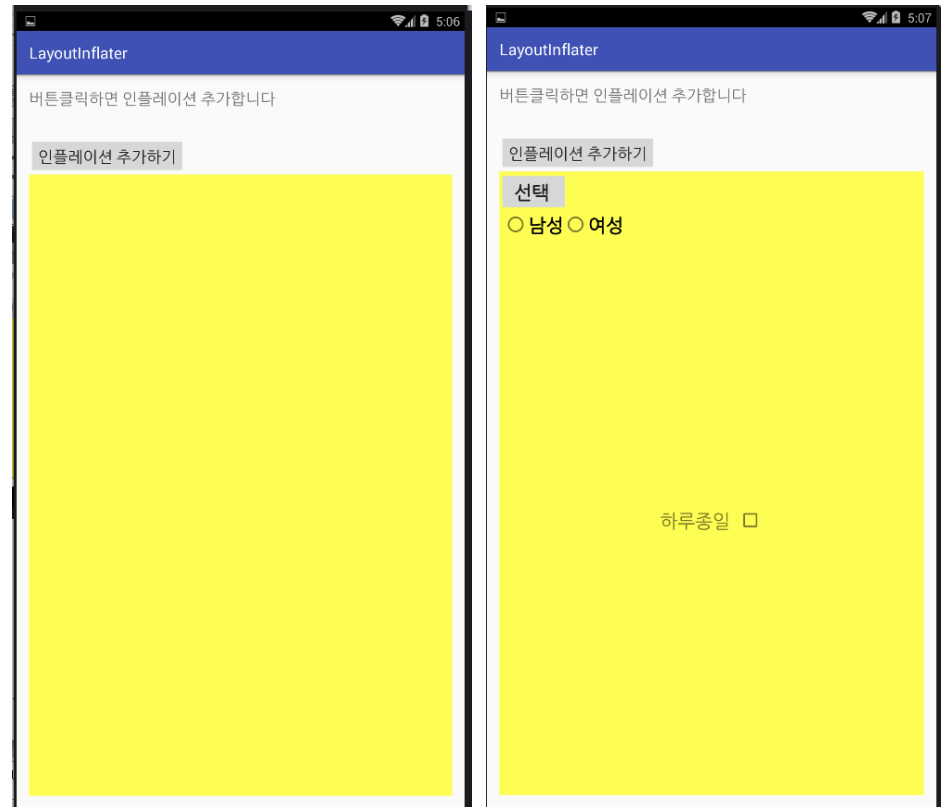 5:06
LayoutInflater
버튼클릭하면 인플레이션 추가합니다
인플레이션 추가하기
5:07
LayoutInflater
버튼클릭하면 인플레이션 추가합니다
인플레이션 추가하기
선택
남성 여성
하루종일